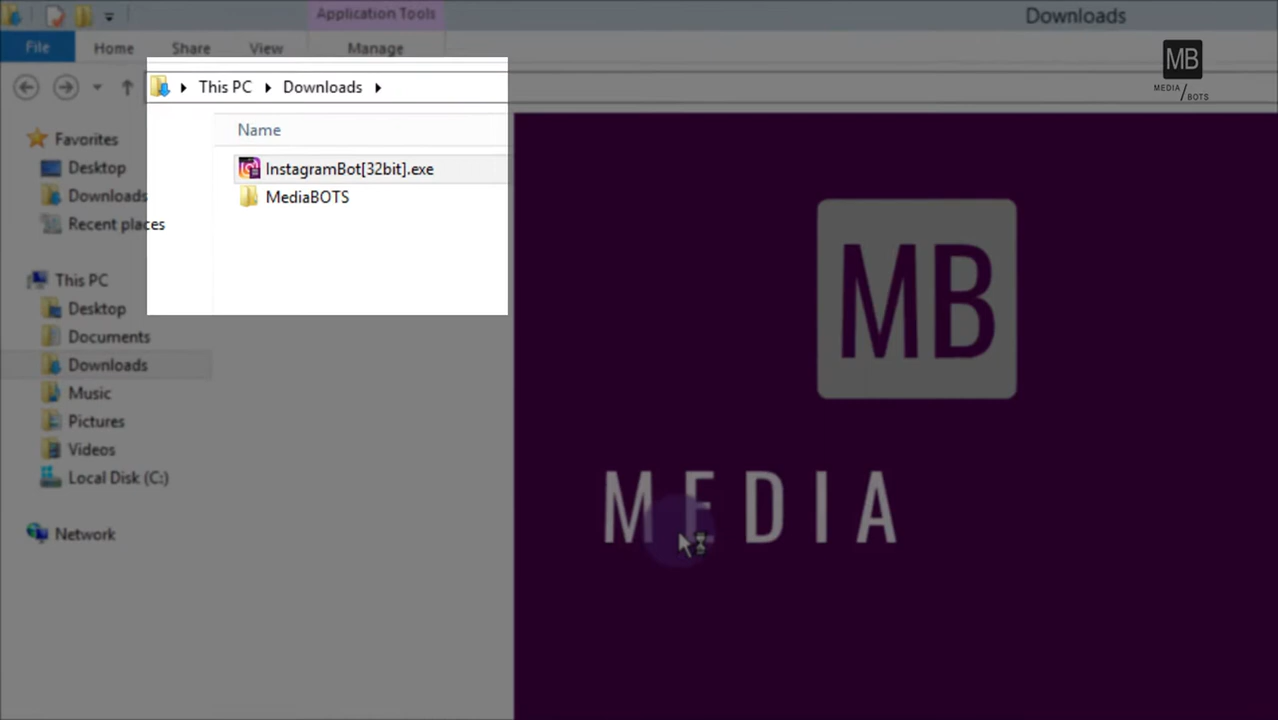 Application Tools
Downloads
File Home Share View Manage
This PC Downloads
MB
MEDIA/BOTS
Name
Favorites
Desktop
Downloads
Recent places
InstagramBot[32bit].exe
MediaBOTS
This PC
Desktop
Documents
Downloads
Music
Pictures
Videos
Local Disk (C:)
Network
MB
MEDIA